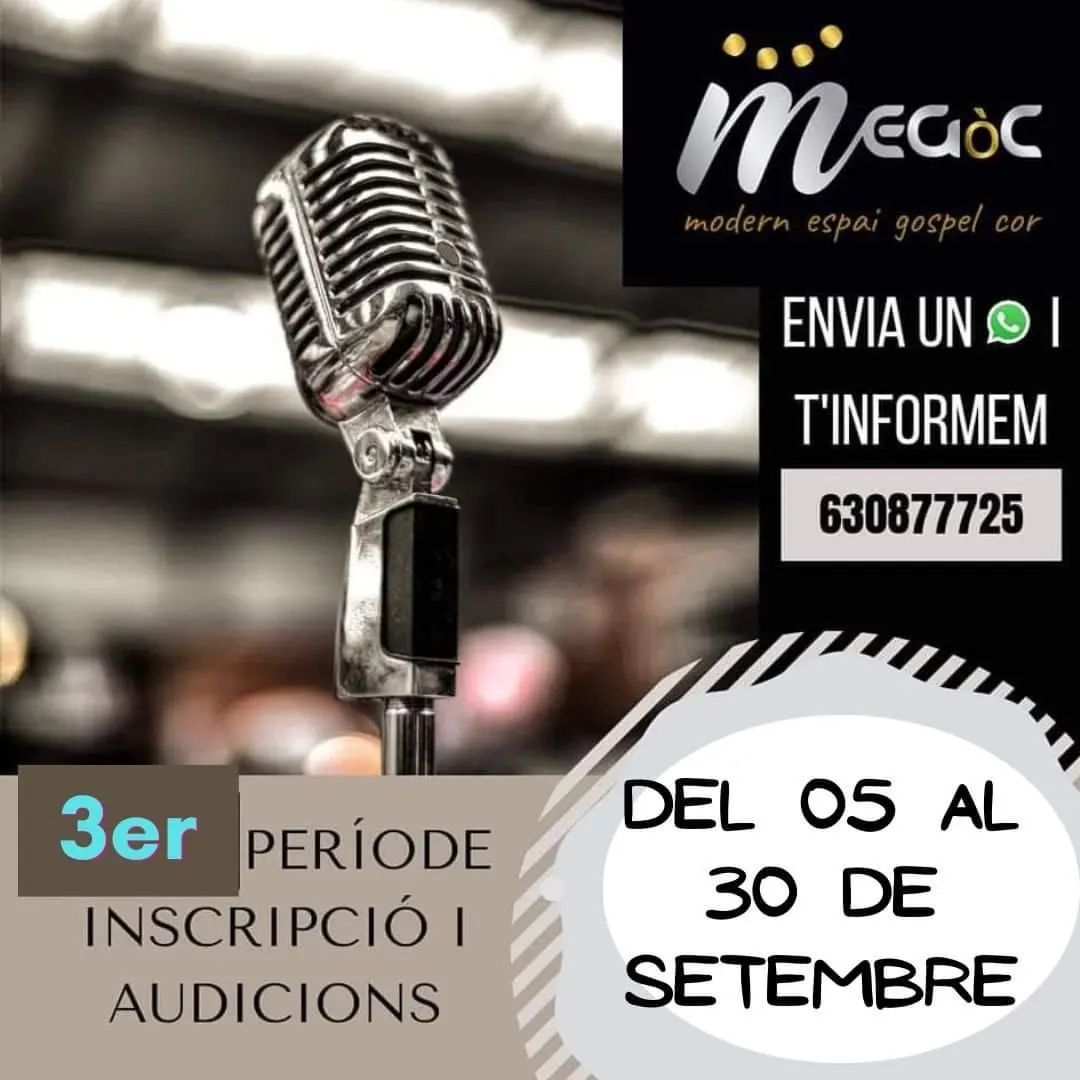 MEGÒC
modern espai gospel cor
ENVIA UN I
T'INFORMEM
630877725
3er PERÍODE
INSCRIPCIÓ I
AUDICIONS
DEL 05 AL
30 DE
SETEMBRE